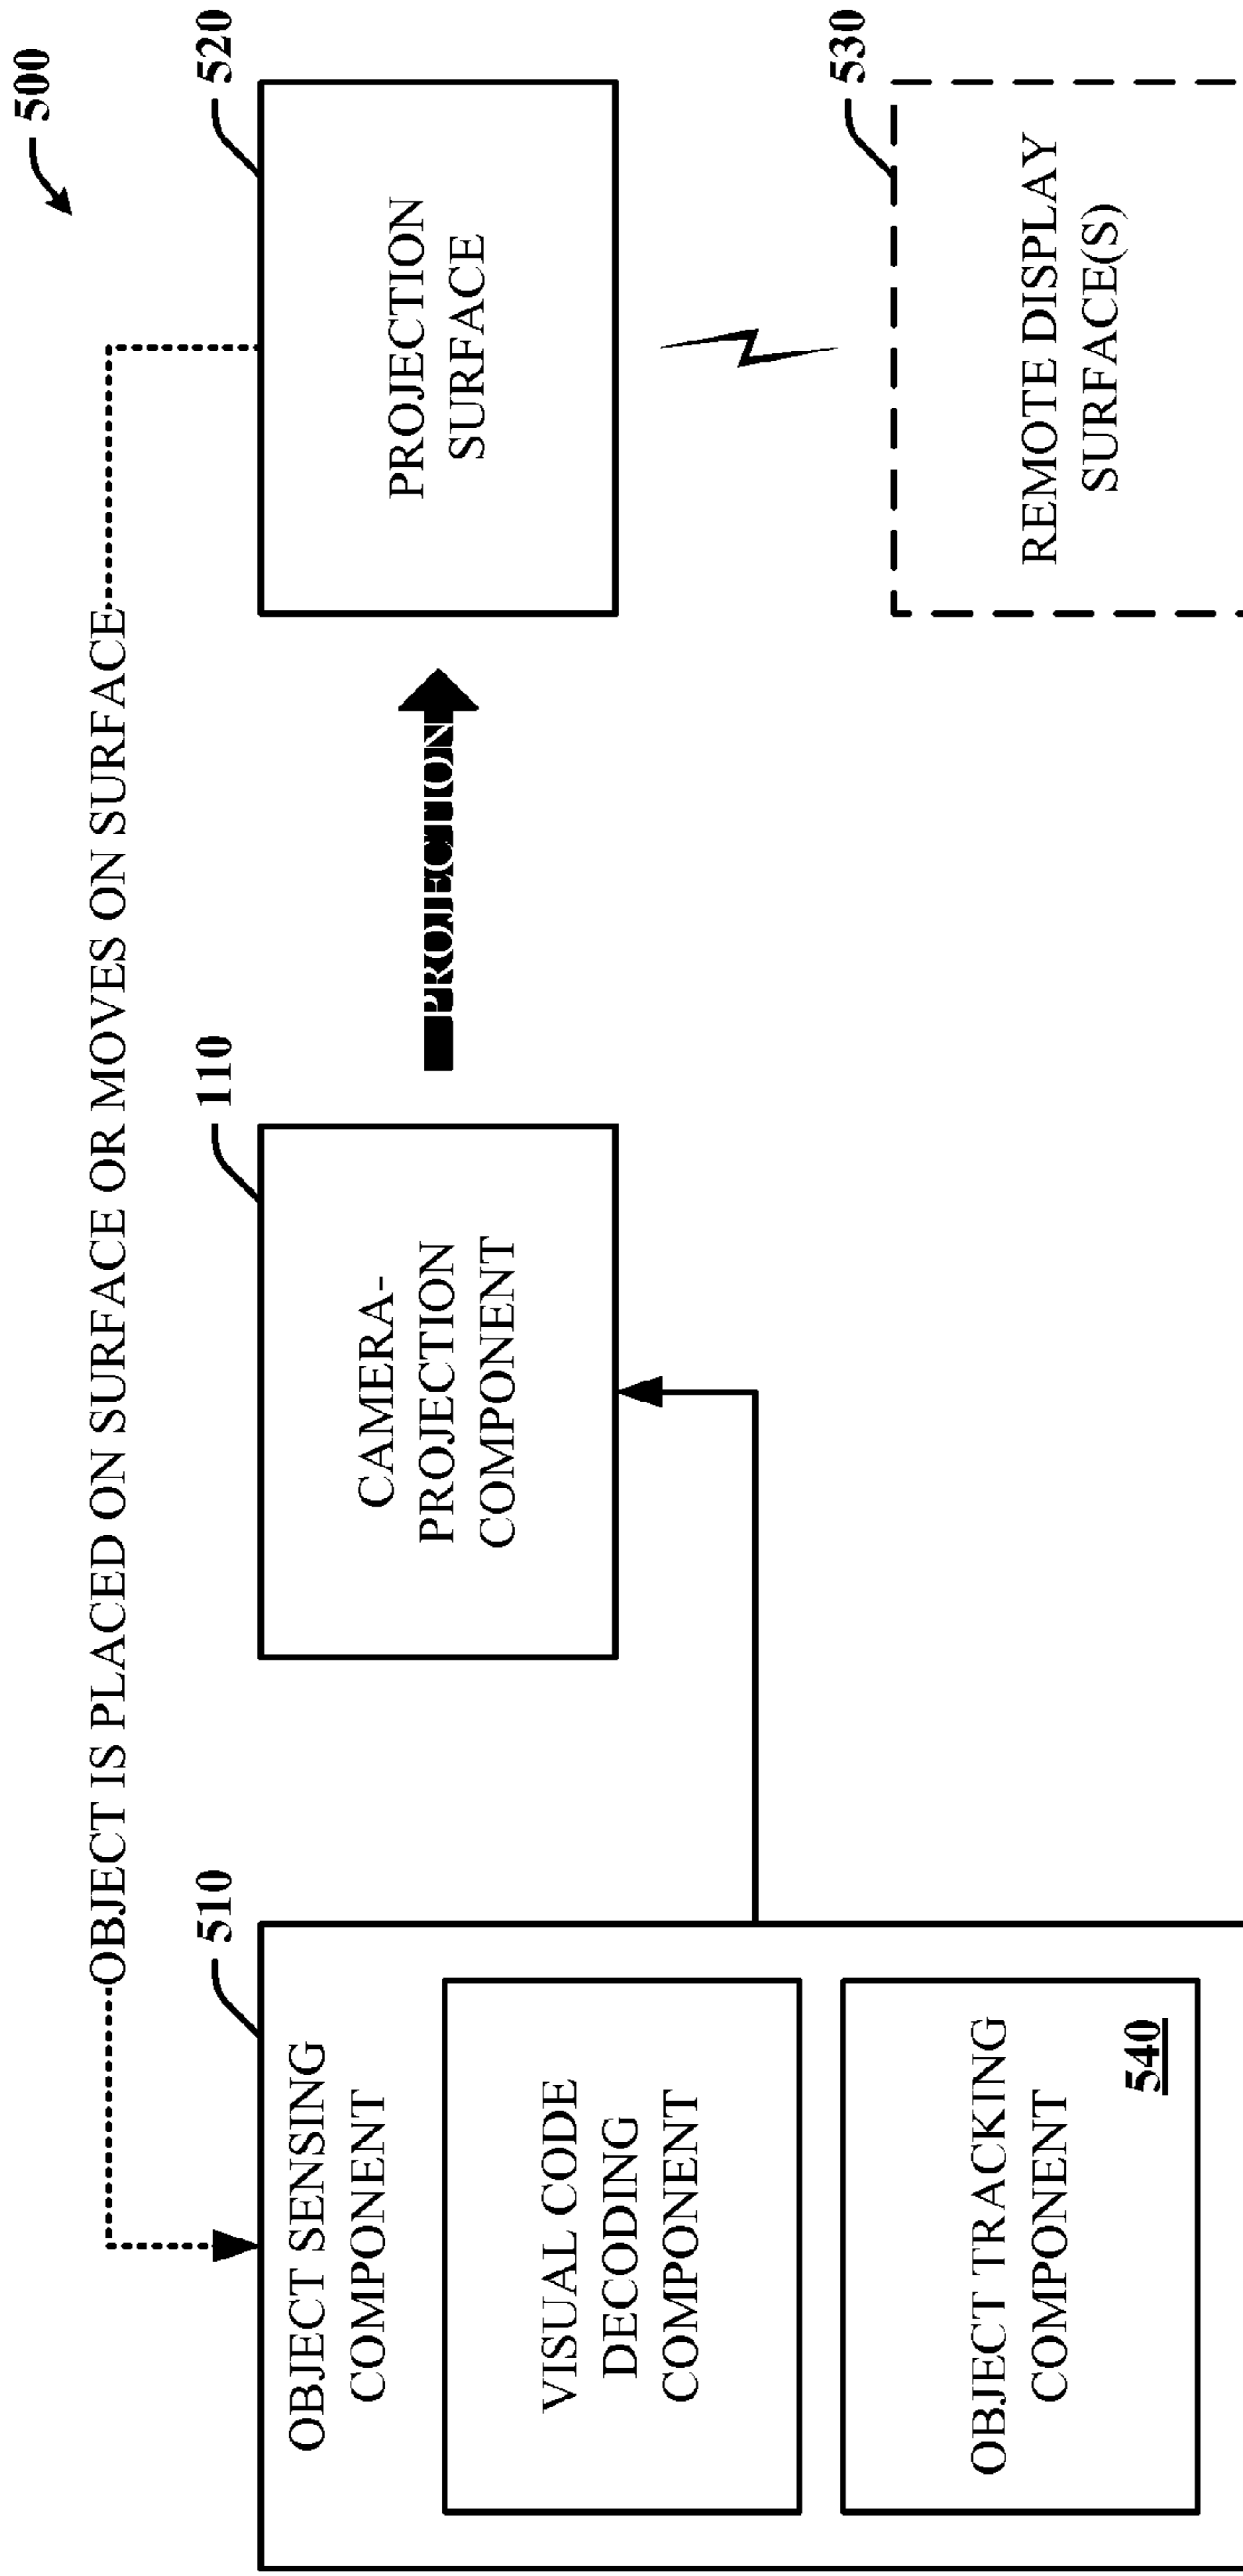 500
OBJECT IS PLACED ON SURFACE OR MOVES ON SURFACE
510
110
520
OBJECT SENSING
COMPONENT
VISUAL CODE
DECODING
COMPONENT
OBJECT TRACKING
COMPONENT
540
CAMERA-
PROJECTION
COMPONENT
PROJECTION
PROJECTION
SURFACE
530
REMOTE DISPLAY
SURFACE(S)